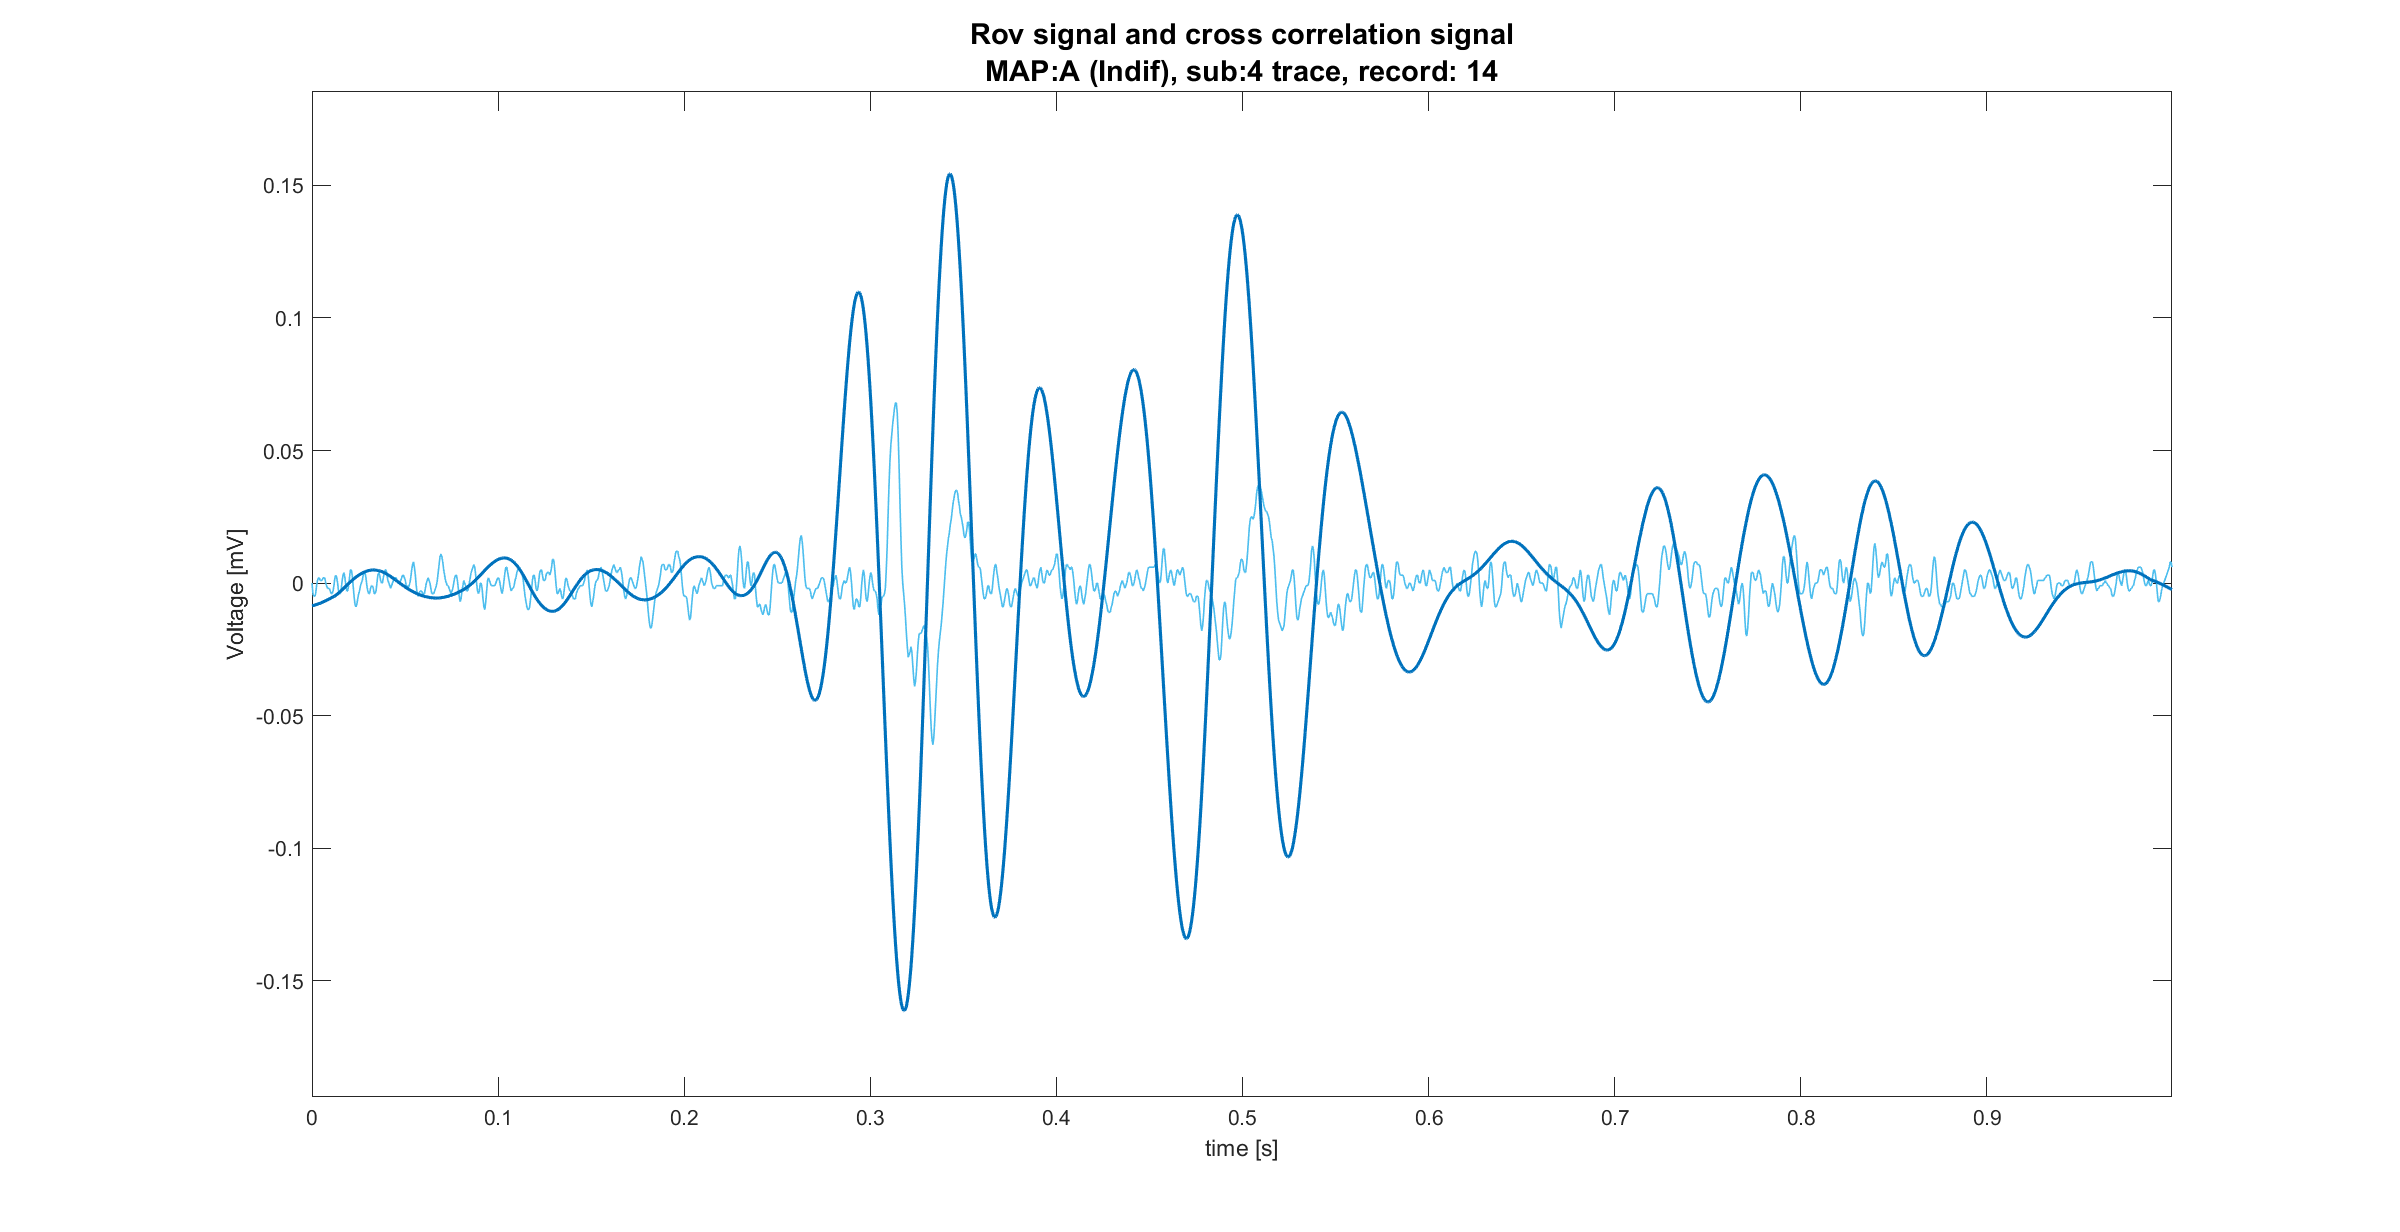 Rov signal and cross correlation signal
MAP:A (Indif), sub:4 trace, record: 14
0.15
0.1
0.05
0
-0.05
-0.1
-0.15
Voltage [mV]
0 0.1 0.2 0.3 0.4 0.5 0.6 0.7 0.8 0.9
time [s]